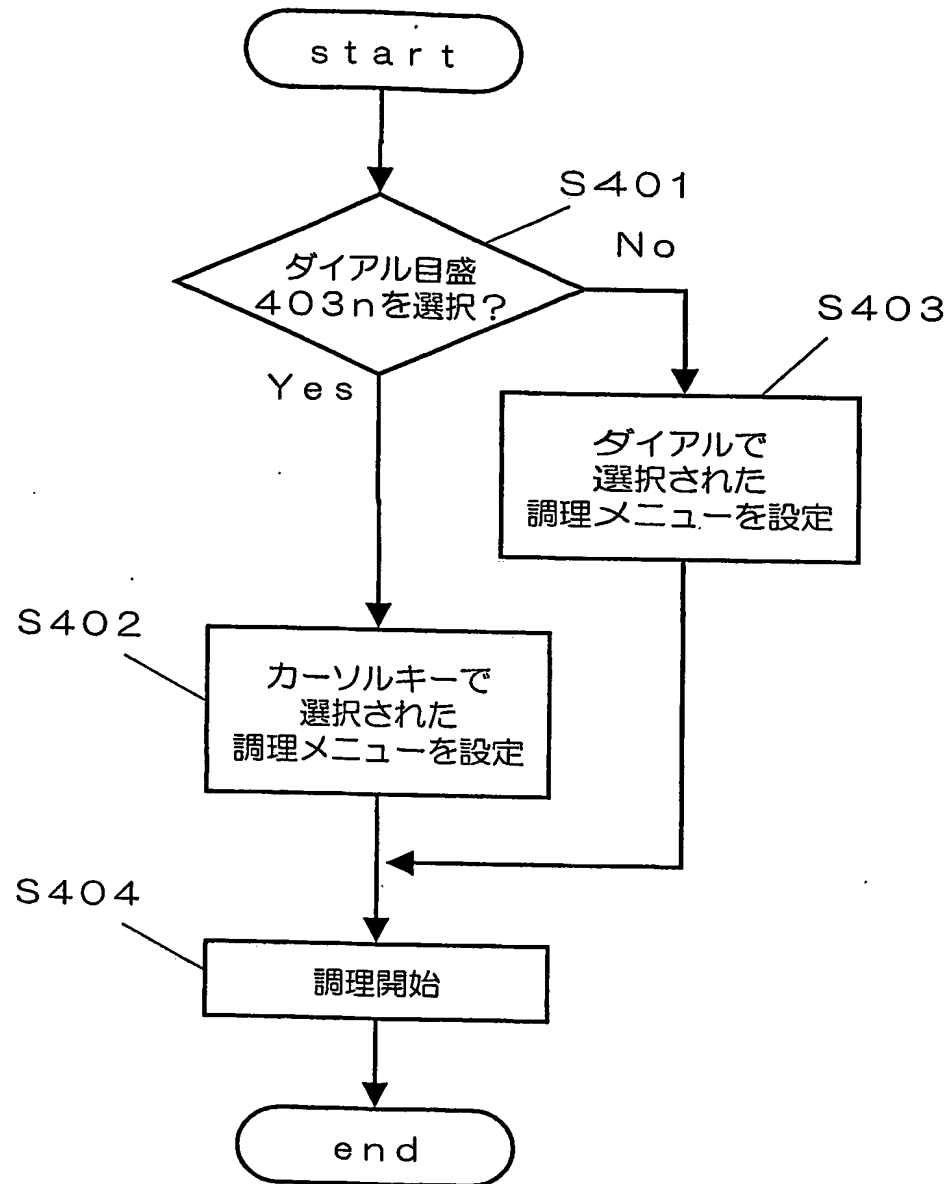 start
S401
ダイアル目盛
403nを選択?
No
Yes
S403
ダイアルで
選択された
調理メニューを設定
S402
カーソルキーで
選択された
調理メニューを設定
S404
調理開始
end